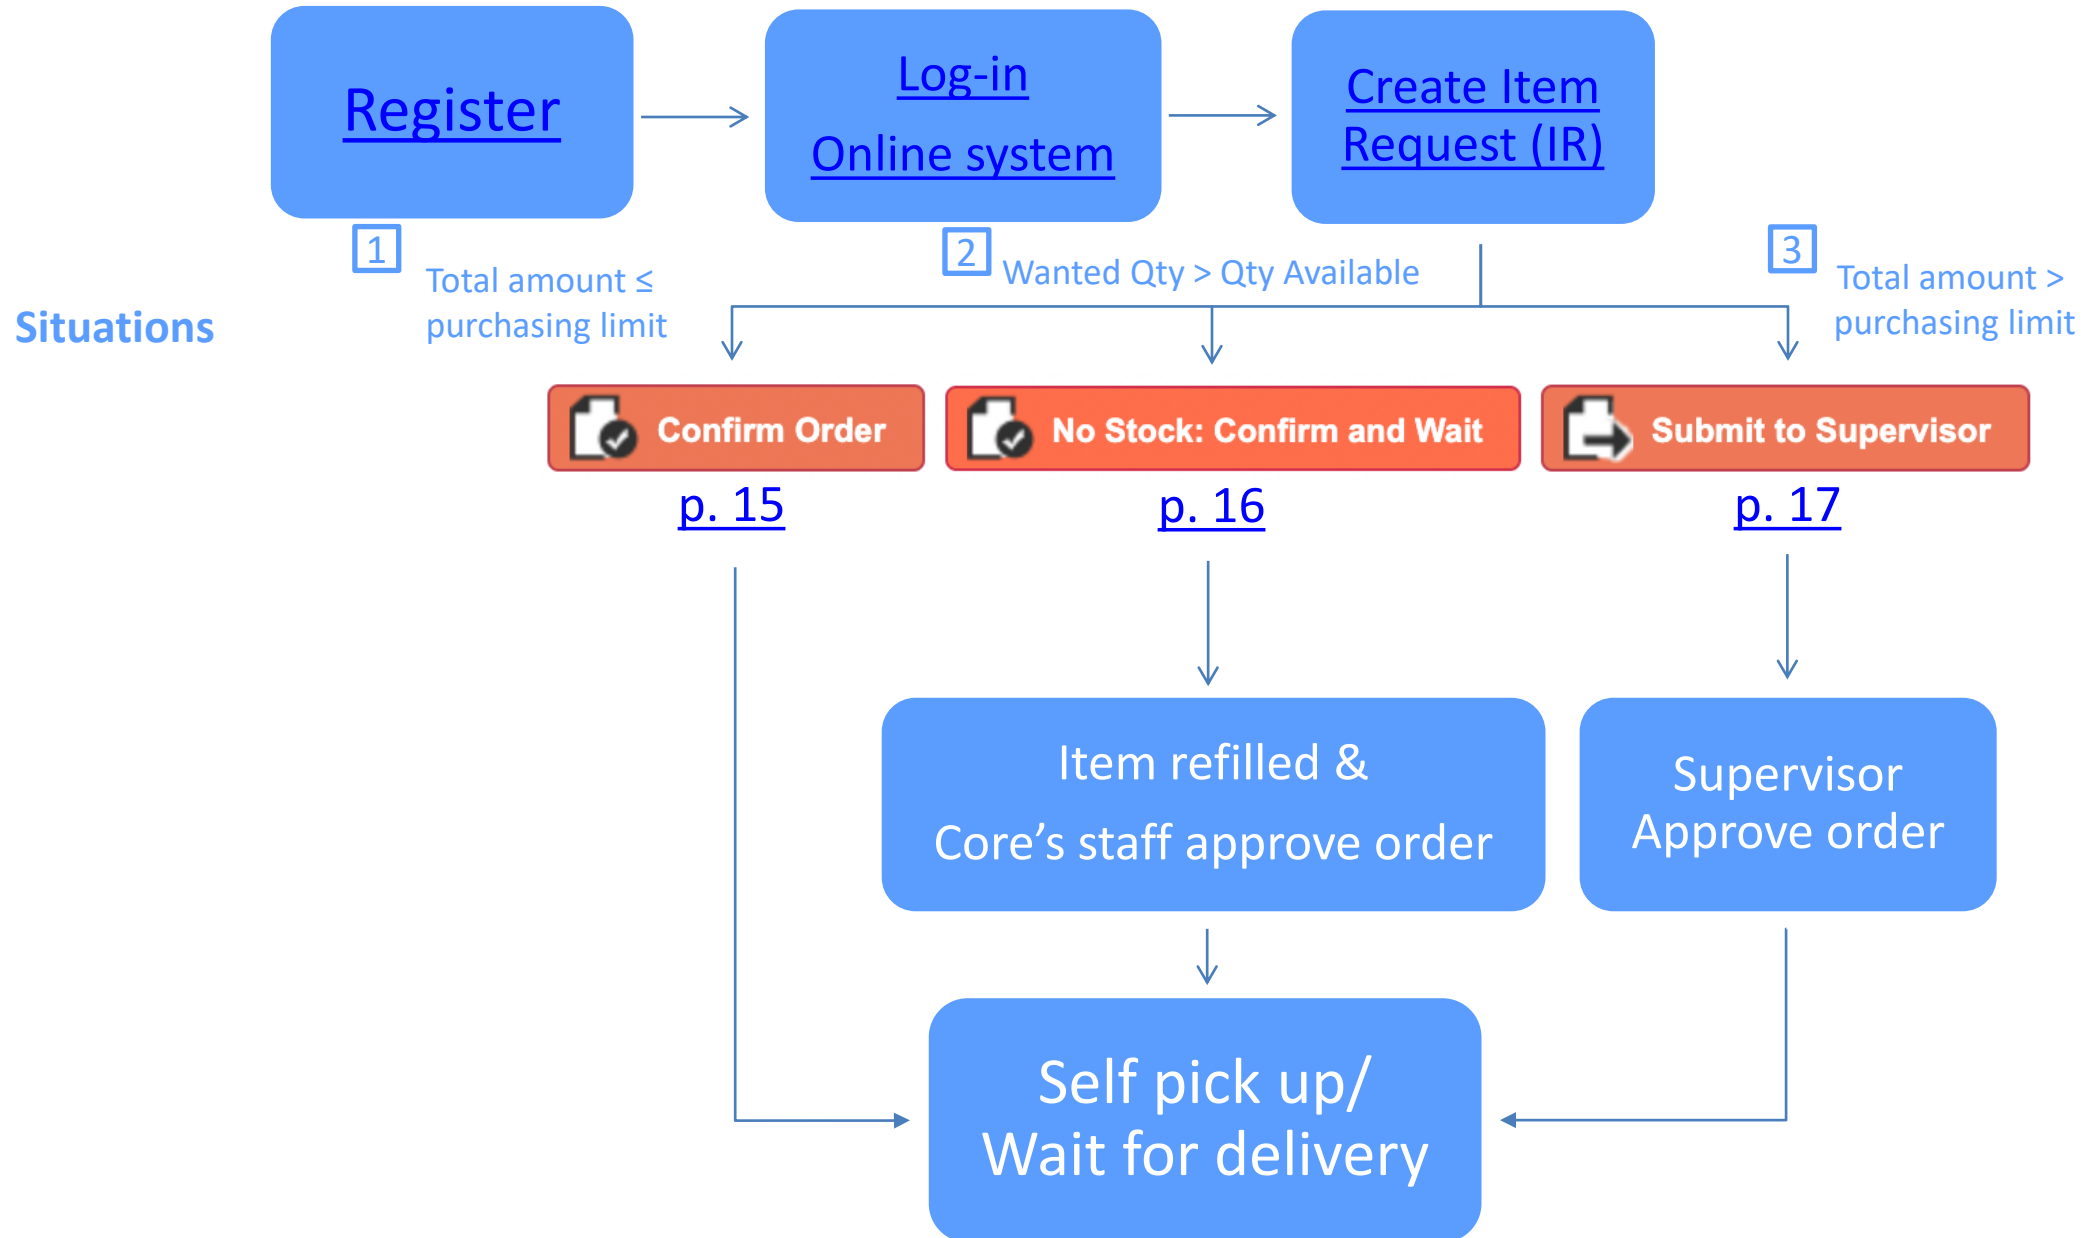 Register
Log-in
Online system
Create Item
Request (IR)
1
Total amount ≤
purchasing limit
2
Wanted Qty > Qty Available
3
Total amount >
purchasing limit
Situations
Confirm Order
No Stock: Confirm and Wait
Submit to Supervisor
p. 15
p. 16
p. 17
Item refilled &
Core’s staff approve order
Supervisor
Approve order
Self pick up/
Wait for delivery